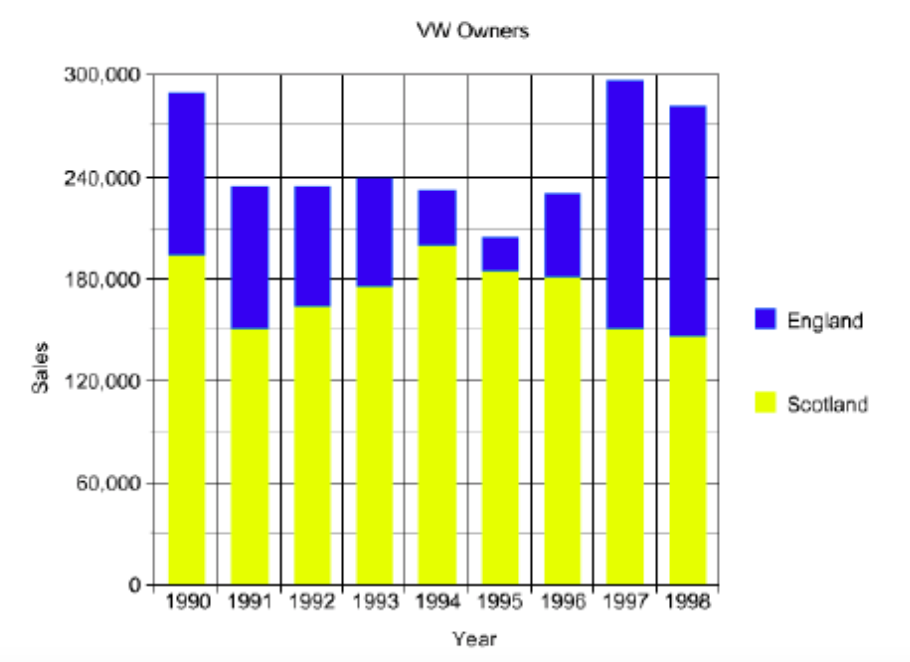 VW Owners
300,000
240,000
180,000
120,000
60,000
0
Sales
1990 1991 1992 1993 1994 1995 1996 1997 1998
Year
England
Scotland